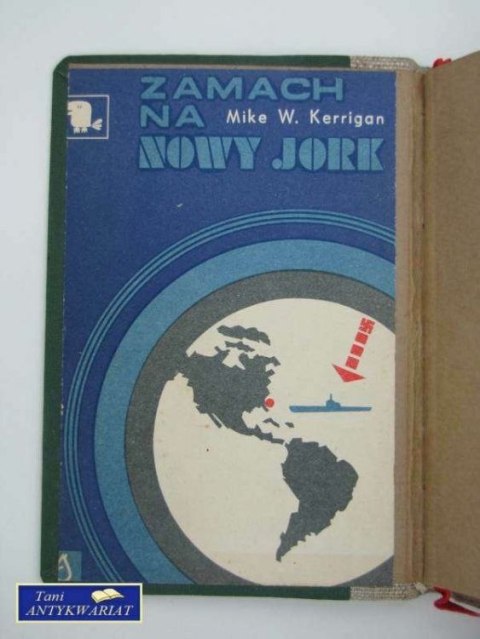 ZAMACH
NA Mike W. Kerrigan
NOWY JORK
Tani
ANTYKWARIAT